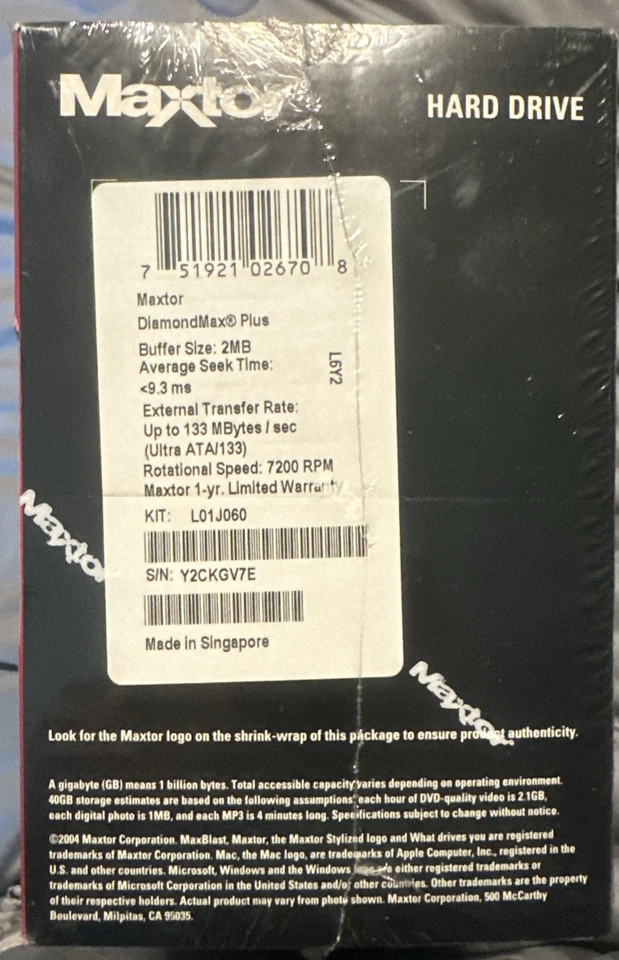 Maxtor
HARD DRIVE
7 51921 02670 8
Maxtor
DiamondMax® Plus
Buffer Size: 2MB
Average Seek Time:
<9.3 ms
L6Y2
External Transfer Rate:
Up to 133 MBytes / sec
(Ultra ATA/133)
Rotational Speed: 7200 RPM
Maxtor 1-yr. Limited Warranty
KIT: L01J060
S/N: Y2CKGV7E
Made in Singapore
Maxtor
Maxtor
Look for the Maxtor logo on the shrink-wrap of this package to ensure product authenticity.
A gigabyte (GB) means 1 billion bytes. Total accessible capacity varies depending on operating environment.
40GB storage estimates are based on the following assumptions: each hour of DVD-quality video is 2.1GB,
each digital photo is 1MB, and each MP3 is 4 minutes long. Specifications subject to change without notice.
©2004 Maxtor Corporation. MaxBlast, Maxtor, the Maxtor Stylized logo and What drives you are registered
trademarks of Maxtor Corporation. Mac, the Mac logo, are trademarks of Apple Computer, Inc., registered in the
U.S. and other countries. Microsoft, Windows and the Windows either registered trademarks or
trademarks of Microsoft Corporation in the United States and/or other countries. Other trademarks are the property
of their respective holders. Actual product may vary from photo shown. Maxtor Corporation, 500 McCarthy
Boulevard, Milpitas, CA 95035.